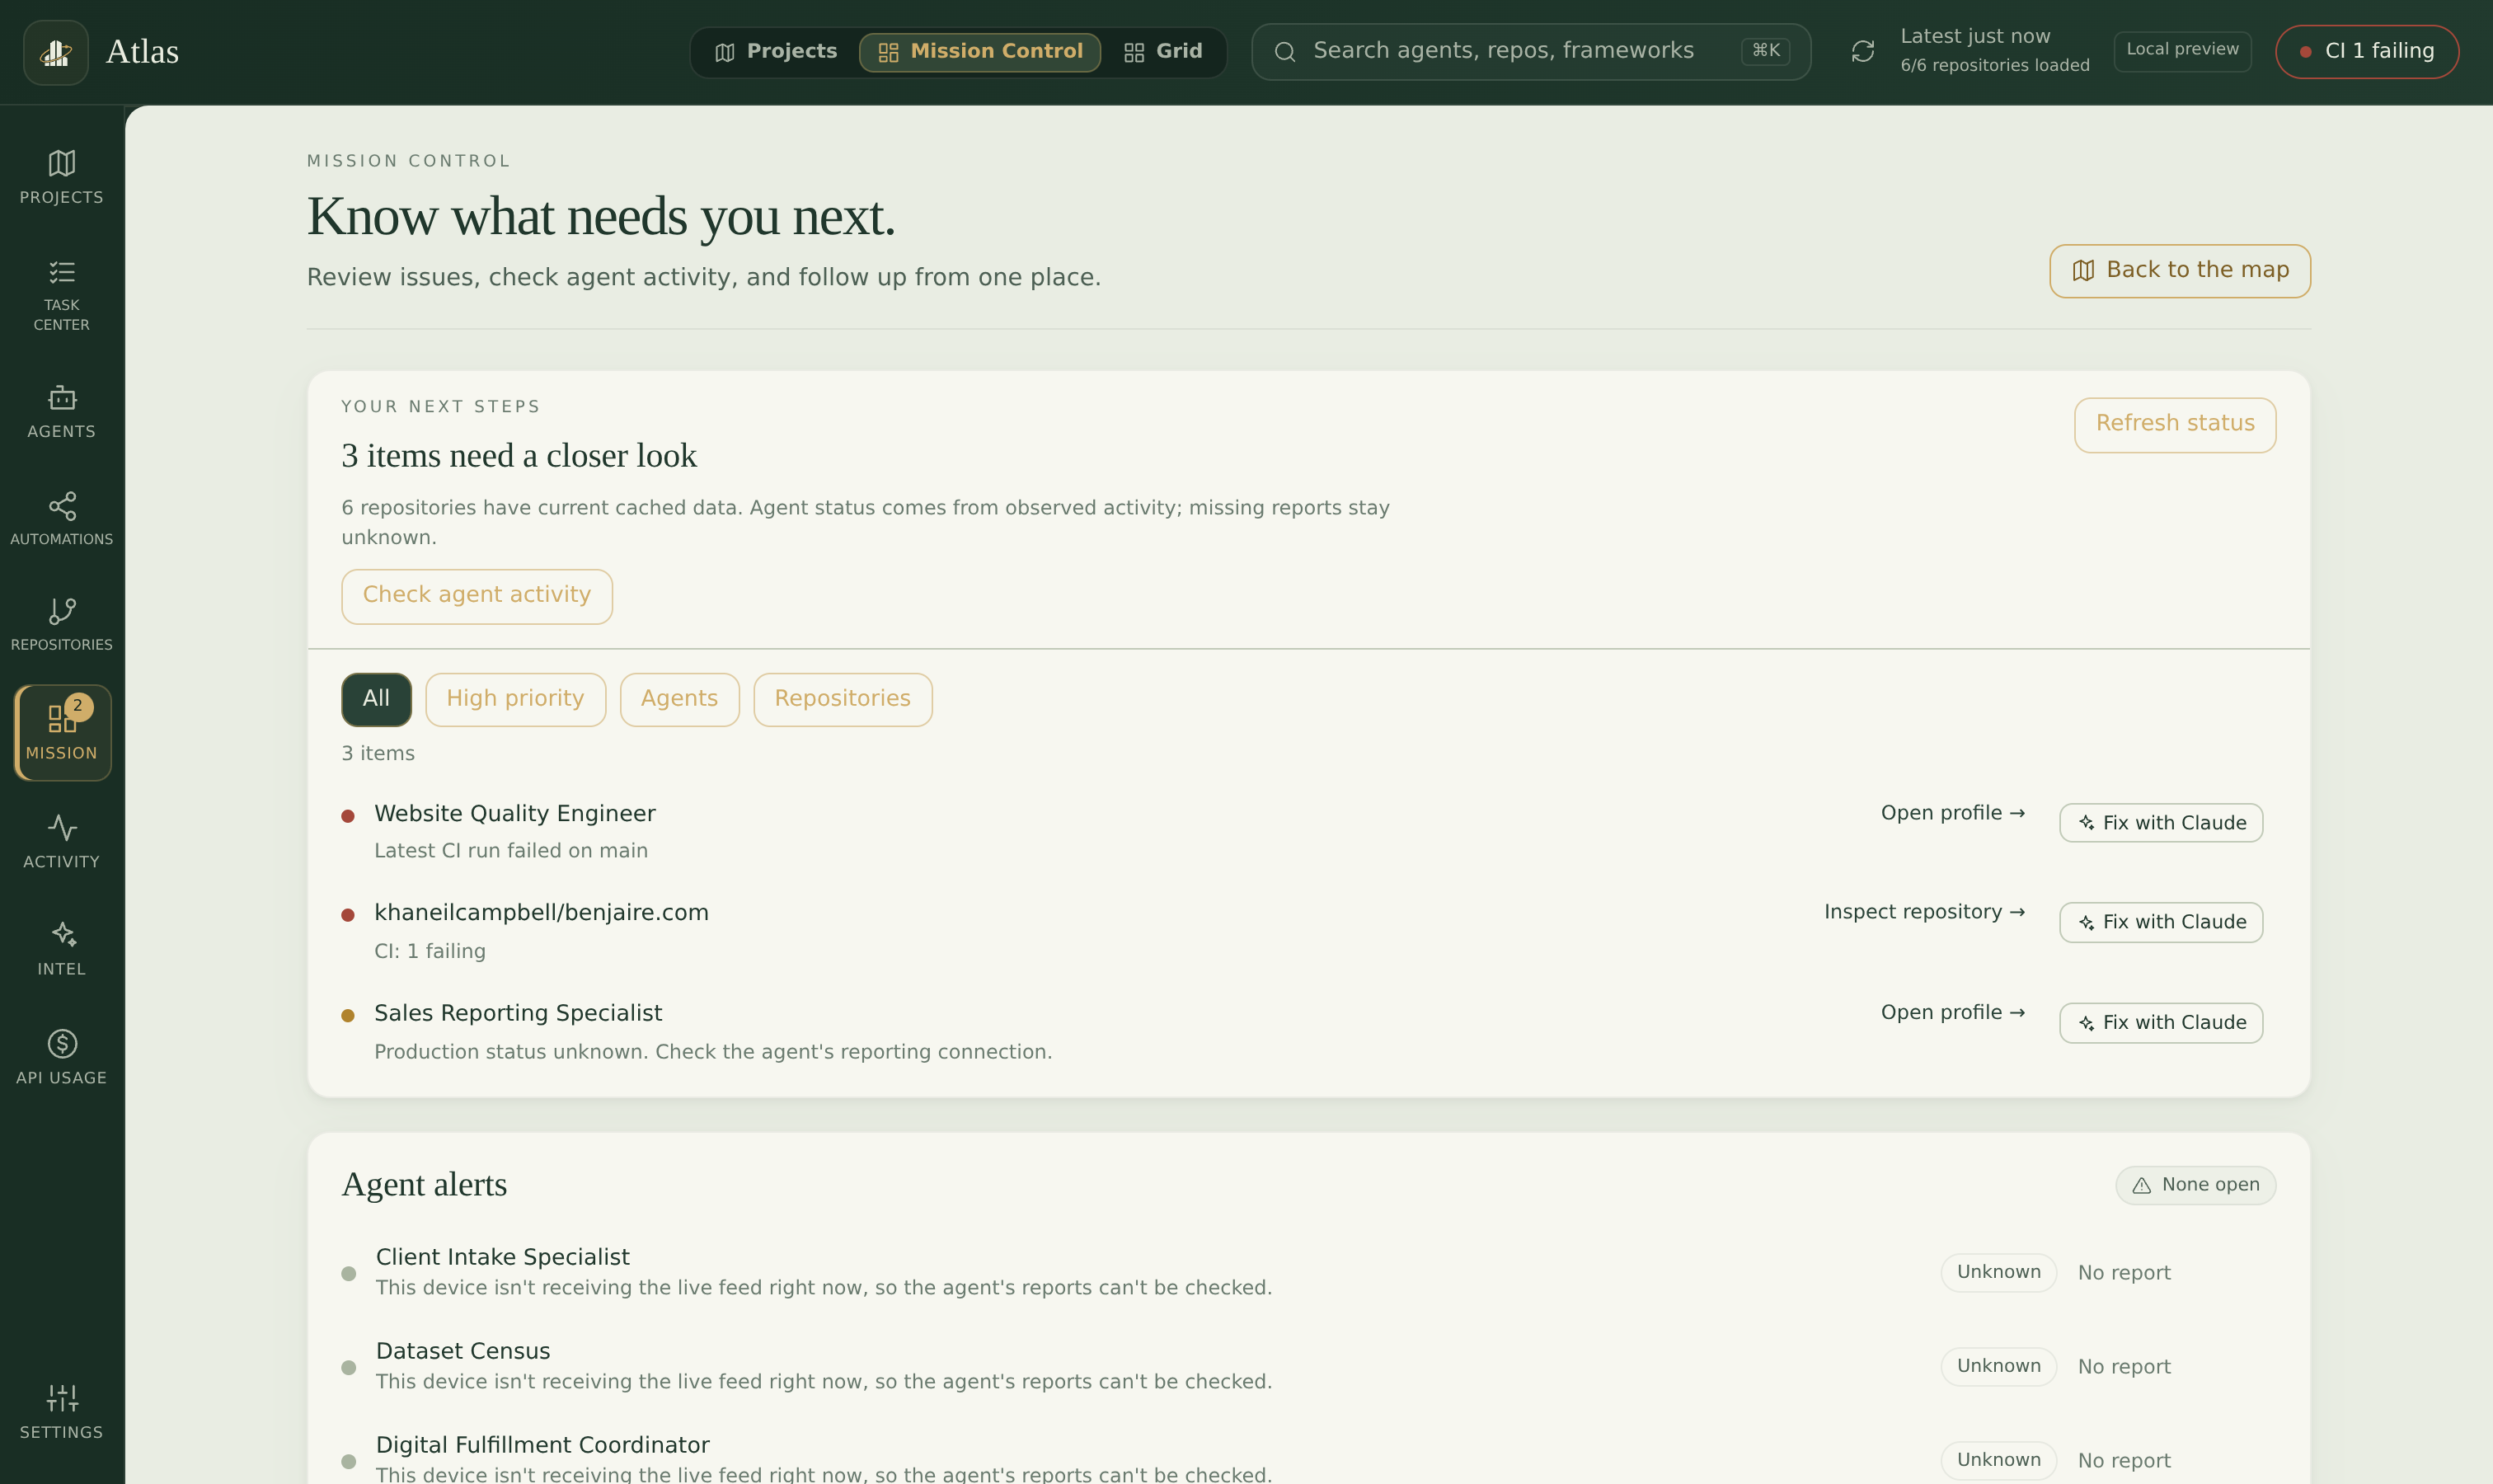 Atlas
Projects
Mission Control
Grid
Search agents, repos, frameworks
⌘K
Latest just now
6/6 repositories loaded
Local preview
CI 1 failing
PROJECTS
TASK
CENTER
AGENTS
AUTOMATIONS
REPOSITORIES
2
MISSION
ACTIVITY
INTEL
API USAGE
SETTINGS
MISSION CONTROL
Know what needs you next.
Review issues, check agent activity, and follow up from one place.
Back to the map
YOUR NEXT STEPS
3 items need a closer look
6 repositories have current cached data. Agent status comes from observed activity; missing reports stay
unknown.
Refresh status
Check agent activity
All
High priority
Agents
Repositories
3 items
Website Quality Engineer
Latest CI run failed on main
Open profile →
Fix with Claude
khaneilcampbell/benjaire.com
CI: 1 failing
Inspect repository →
Fix with Claude
Sales Reporting Specialist
Production status unknown. Check the agent's reporting connection.
Open profile →
Fix with Claude
Agent alerts
None open
Client Intake Specialist
This device isn't receiving the live feed right now, so the agent's reports can't be checked.
Unknown
No report
Dataset Census
This device isn't receiving the live feed right now, so the agent's reports can't be checked.
Unknown
No report
Digital Fulfillment Coordinator
This device isn't receiving the live feed right now, so the agent's reports can't be checked.
Unknown
No report